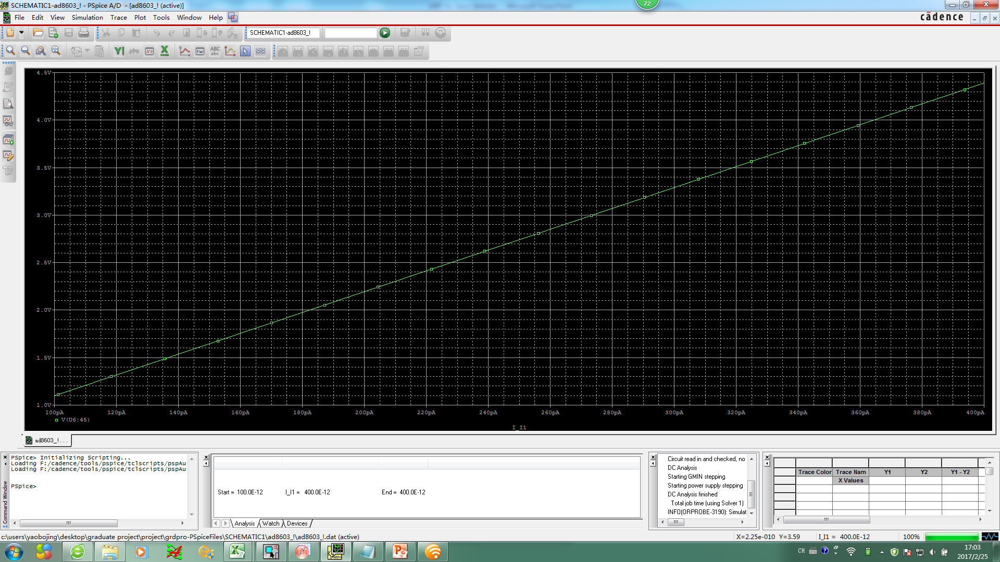 SCHEMATIC1-ad8603_! - PSpice A/D - [ad8603_! (active)]
72
File Edit View Simulation Trace Plot Tools Window Help
cādence
SCHEMATIC1-ad8603_!
4.5V
4.0V
3.5V
3.0V
2.5V
2.0V
1.5V
1.0V
100pA 120pA 140pA 160pA 180pA 200pA 220pA 240pA 260pA 280pA 300pA 320pA 340pA 360pA 380pA 400pA
V(U6:45)
I_I1
ad8603_!...
Command Window
PSpice> Initializing Scripting...
Loading F:/cadence/tools/pspice/tclscripts/pspAu
Loading F:/cadence/tools/pspice/tclscripts/pspAu
PSpice>
Start = 100.0E-12 I_I1 = 400.0E-12 End = 400.0E-12
Analysis Watch Devices
Circuit read in and checked, no
DC Analysis
Starting GMIN stepping
Starting power supply stepping
DC Analysis finished
Total job time (using Solver 1)
INFO(ORPROBE-3190): Simulat
Trace Color Trace Nam Y1 Y2 Y1 - Y2
X Values
c:\users\yaobojing\desktop\graduate project\project\grdpro-PSpiceFiles\SCHEMATIC1\ad8603_!\ad8603_!.dat (active)
X=2.25e-010 Y=3.59 I_I1 = 400.0E-12 100%
CH
17:03
2017/2/25